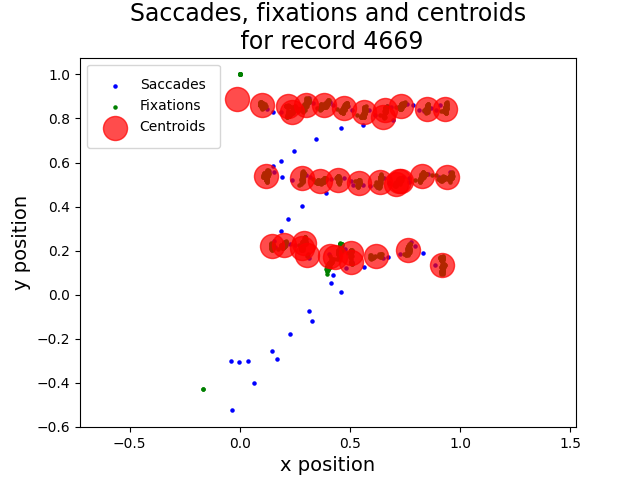 Saccades, fixations and centroids
for record 4669
Saccades
Fixations
Centroids
y position
1.0
0.8
0.6
0.4
0.2
0.0
−0.2
−0.4
−0.6
−0.5
0.0
0.5
1.0
1.5
x position